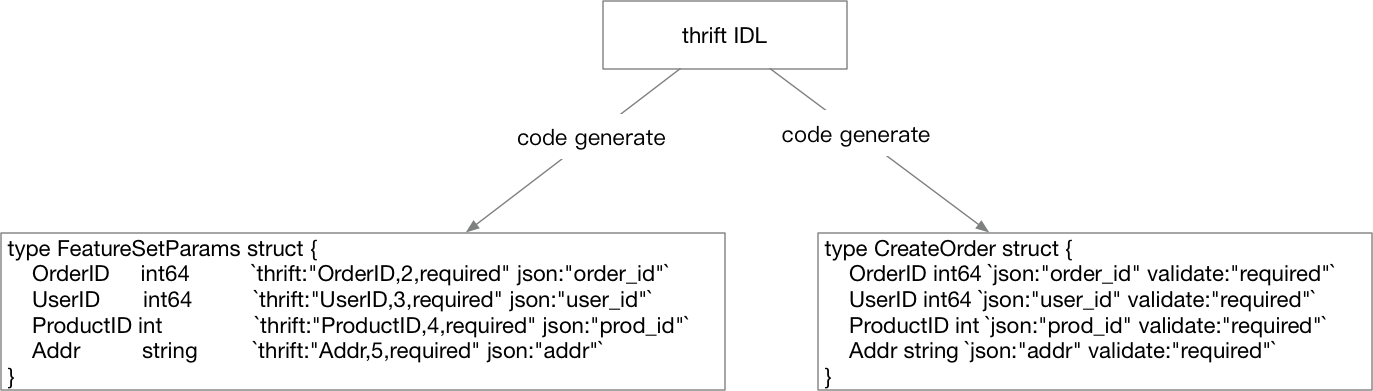 thrift IDL
code generate
code generate
type FeatureSetParams struct {
OrderID int64 `thrift:"OrderID,2,required" json:"order_id"`
UserID int64 `thrift:"UserID,3,required" json:"user_id"`
ProductID int `thrift:"ProductID,4,required" json:"prod_id"`
Addr string `thrift:"Addr,5,required" json:"addr"`
}
type CreateOrder struct {
OrderID int64 `json:"order_id" validate:"required"`
UserID int64 `json:"user_id" validate:"required"`
ProductID int `json:"prod_id" validate:"required"`
Addr string `json:"addr" validate:"required"`
}